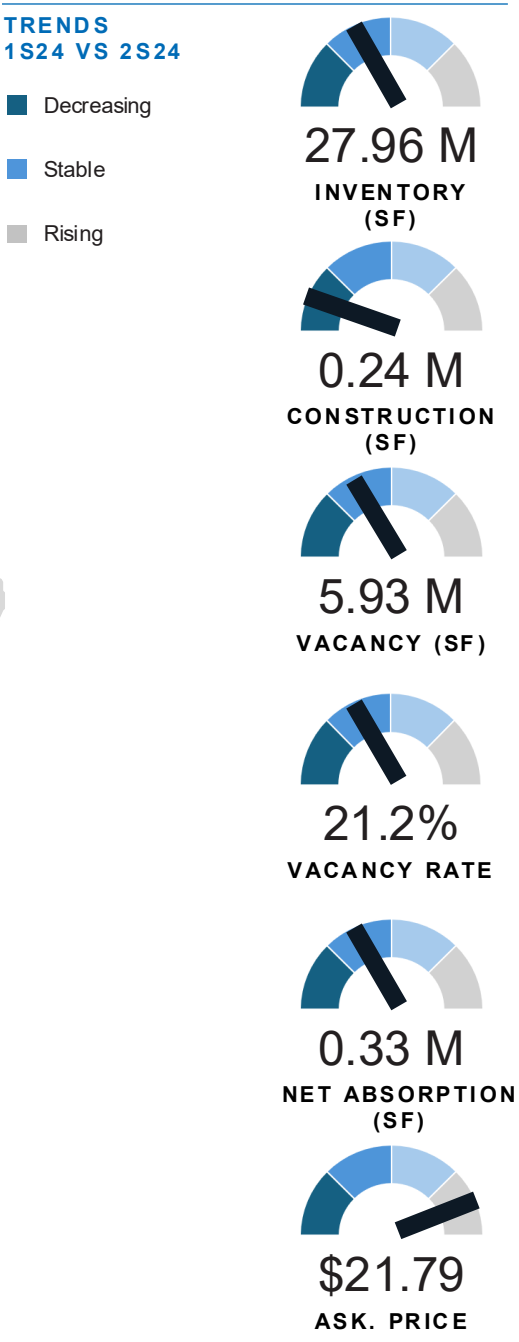 TRENDS
1S24 VS 2S24
Decreasing
Stable
Rising
27.96 M
INVENTORY
(SF)
0.24 M
CONSTRUCTION
(SF)
5.93 M
VACANCY (SF)
21.2%
VACANCY RATE
0.33 M
NET ABSORPTION
(SF)
$21.79
ASK. PRICE